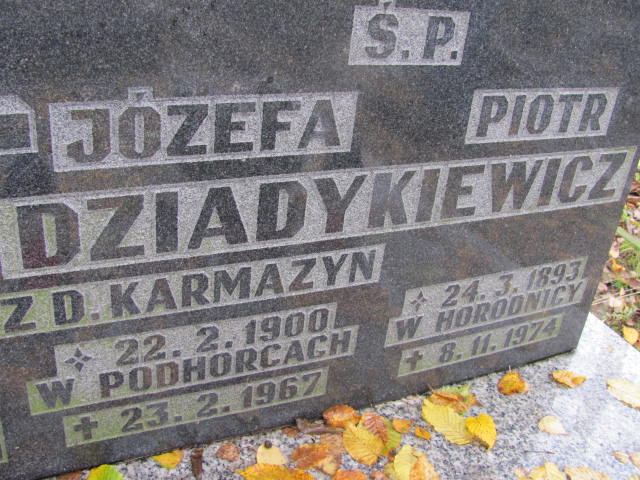 Ś.P.
JÓZEFA PIOTR
DZIADYKIEWICZ
Z D. KARMAZYN
22. 2. 1900
W PODHORCACH
+ 23. 2. 1967
24. 3. 1893
W HORODNICY
+ 8. 11. 1974